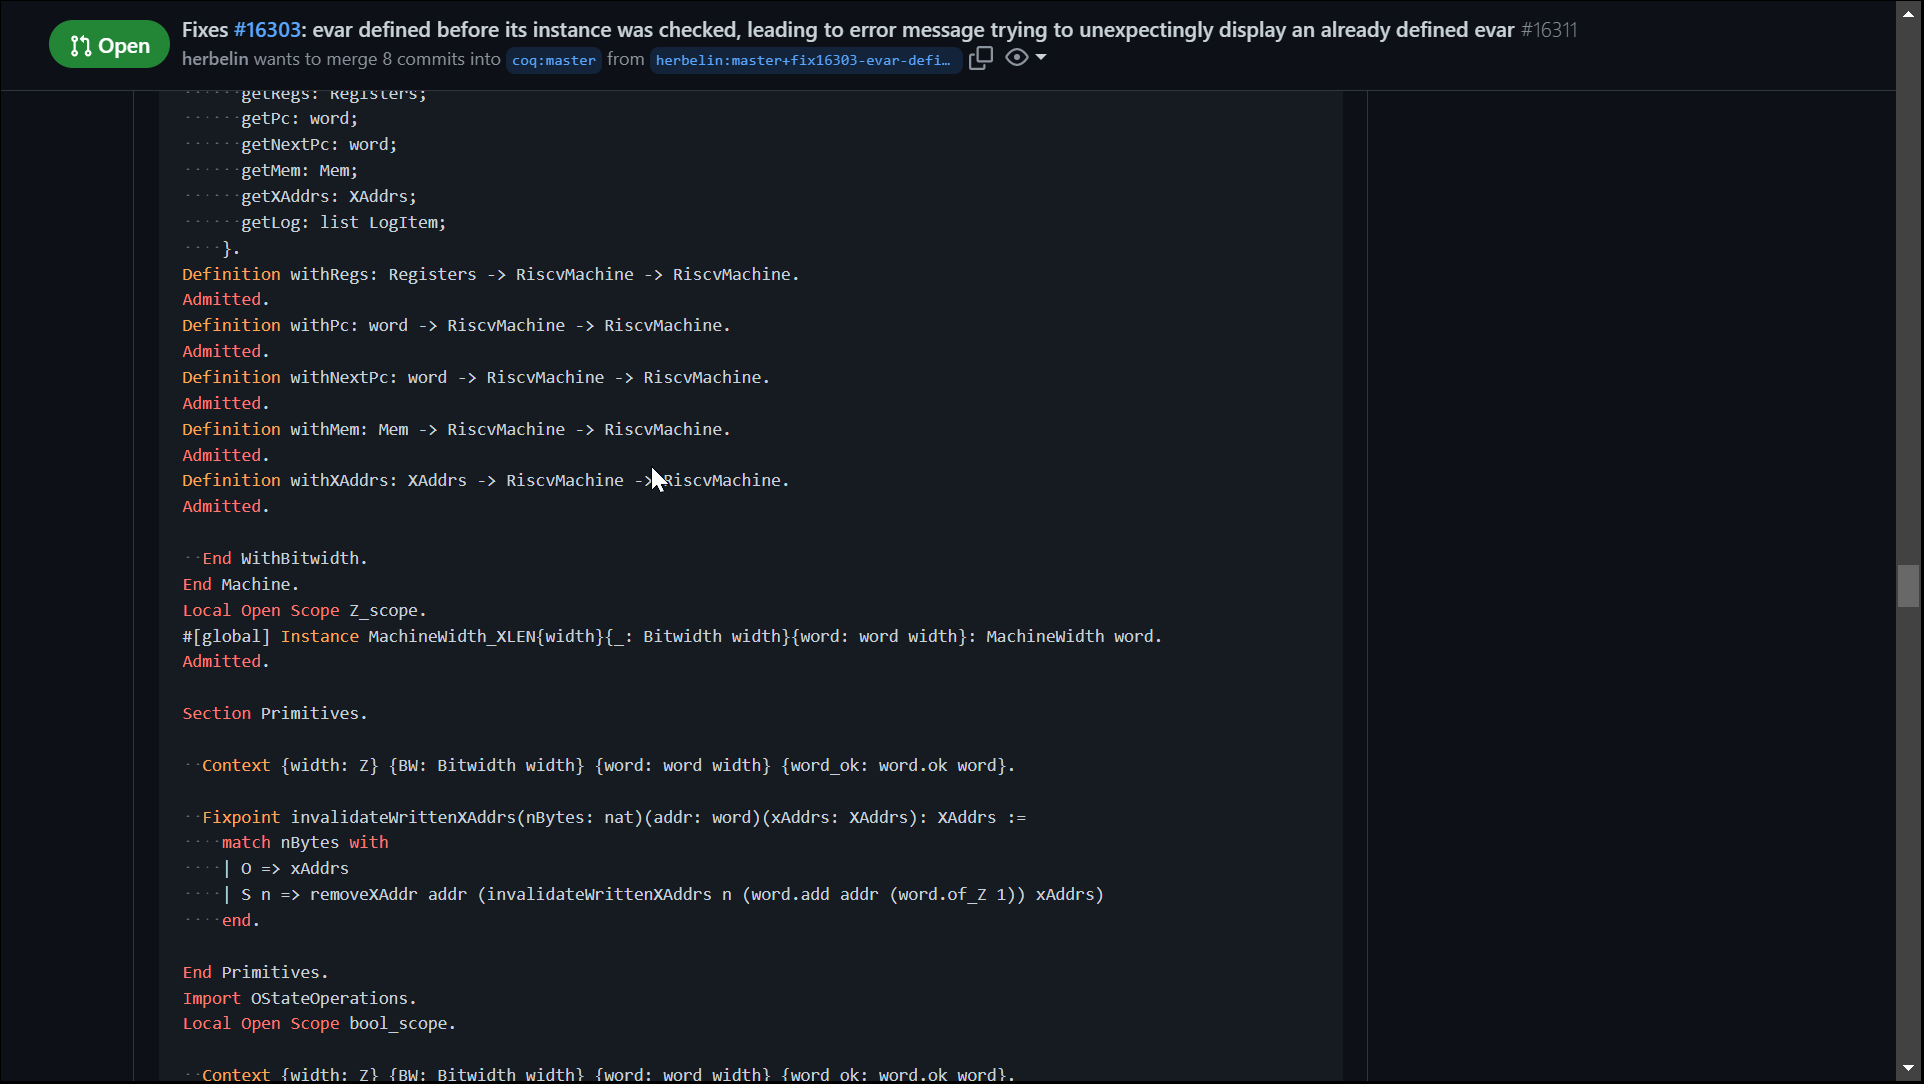 Open
Fixes #16303: evar defined before its instance was checked, leading to error message trying to unexpectingly display an already defined evar #16311
herbelin wants to merge 8 commits into coq:master from herbelin:master+fix16303-evar-defi…
······getRegs: Registers;
······getPc: word;
······getNextPc: word;
······getMem: Mem;
······getXAddrs: XAddrs;
······getLog: list LogItem;
····}.
Definition withRegs: Registers -> RiscvMachine -> RiscvMachine.
Admitted.
Definition withPc: word -> RiscvMachine -> RiscvMachine.
Admitted.
Definition withNextPc: word -> RiscvMachine -> RiscvMachine.
Admitted.
Definition withMem: Mem -> RiscvMachine -> RiscvMachine.
Admitted.
Definition withXAddrs: XAddrs -> RiscvMachine -> RiscvMachine.
Admitted.
··End WithBitwidth.
End Machine.
Local Open Scope Z_scope.
#[global] Instance MachineWidth_XLEN{width}{_: Bitwidth width}{word: word width}: MachineWidth word.
Admitted.
Section Primitives.
··Context {width: Z} {BW: Bitwidth width} {word: word width} {word_ok: word.ok word}.
··Fixpoint invalidateWrittenXAddrs(nBytes: nat)(addr: word)(xAddrs: XAddrs): XAddrs :=
····match nBytes with
····| O => xAddrs
····| S n => removeXAddr addr (invalidateWrittenXAddrs n (word.add addr (word.of_Z 1)) xAddrs)
····end.
End Primitives.
Import OStateOperations.
Local Open Scope bool_scope.
··Context {width: Z} {BW: Bitwidth width} {word: word width} {word_ok: word.ok word}.